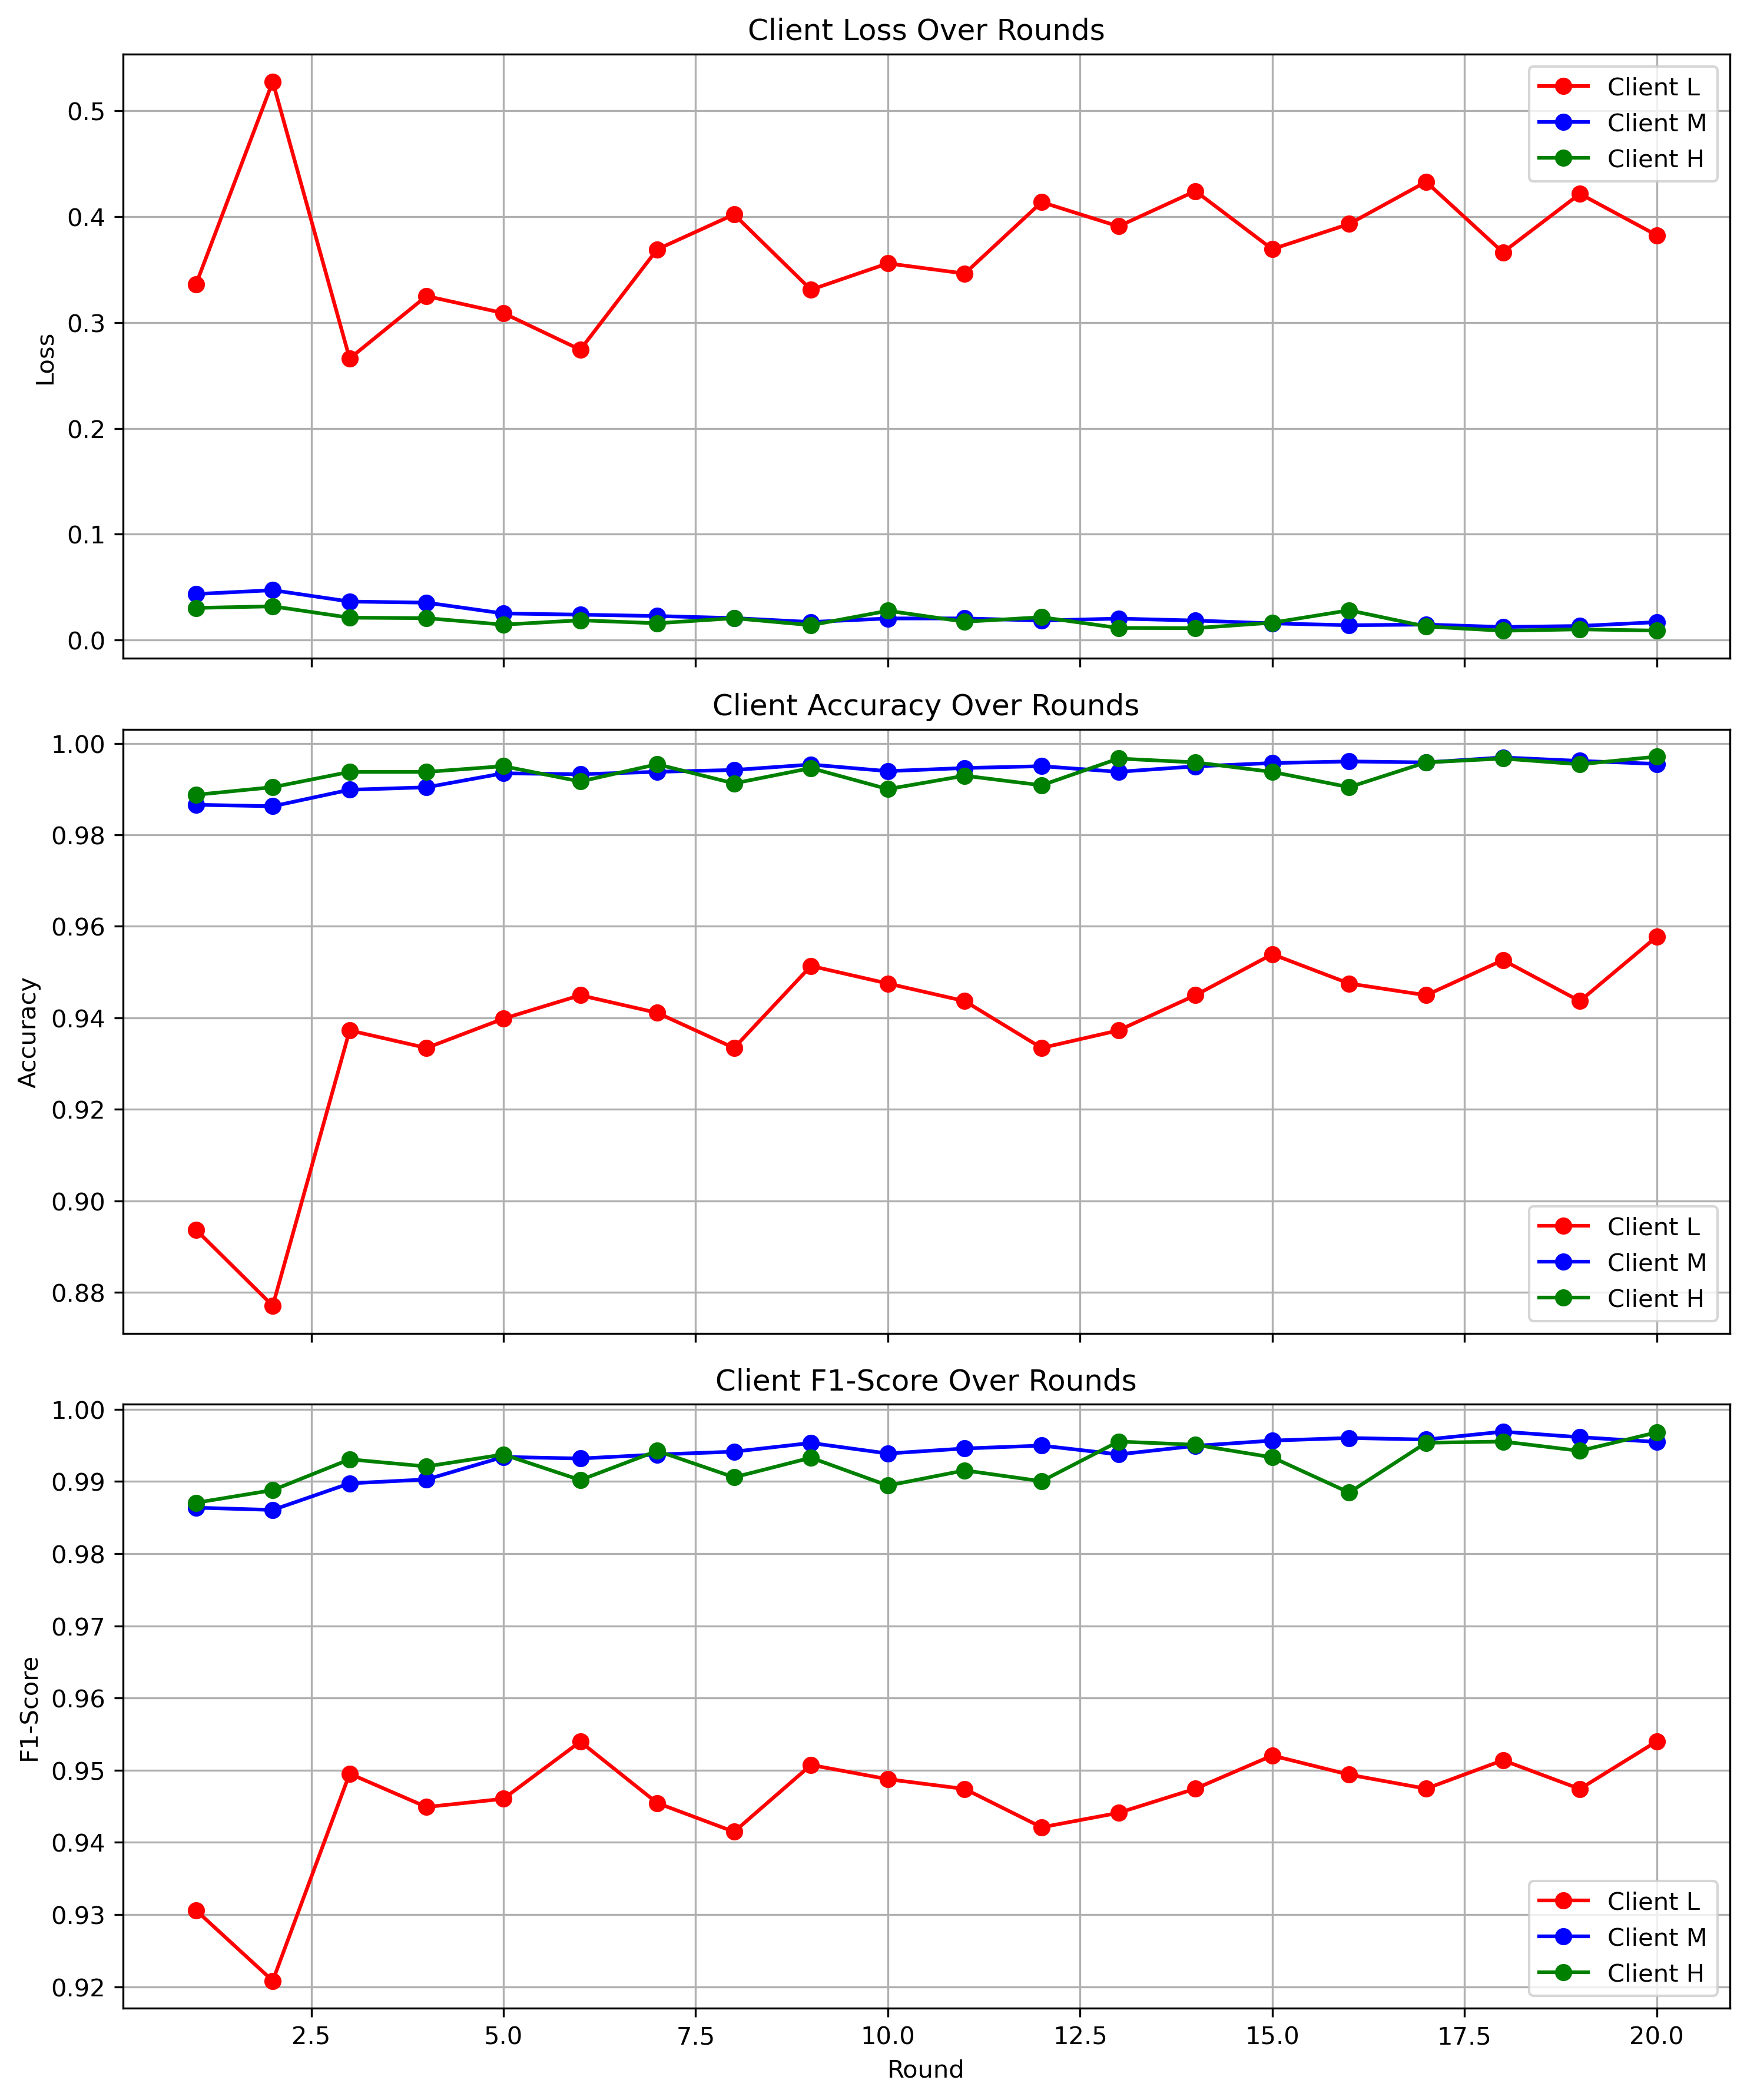 Client Loss Over Rounds
Loss
0.5
0.4
0.3
0.2
0.1
0.0
Client L
Client M
Client H
Client Accuracy Over Rounds
Accuracy
1.00
0.98
0.96
0.94
0.92
0.90
0.88
Client L
Client M
Client H
Client F1-Score Over Rounds
F1-Score
1.00
0.99
0.98
0.97
0.96
0.95
0.94
0.93
0.92
Client L
Client M
Client H
2.5 5.0 7.5 10.0 12.5 15.0 17.5 20.0
Round